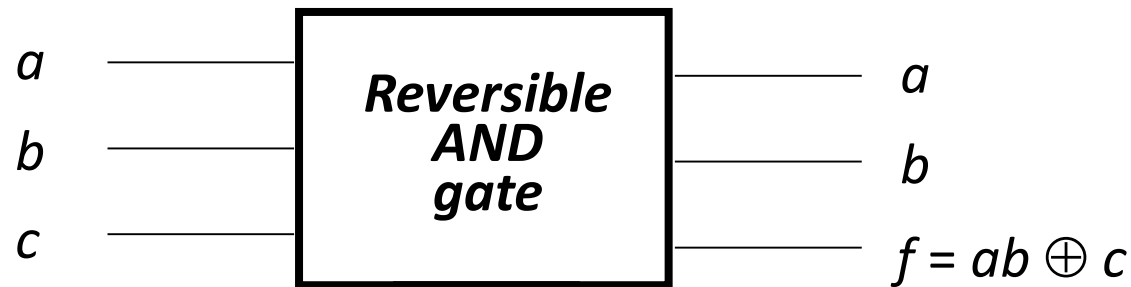 a
b
c
Reversible
AND
gate
a
b
f = ab ⊕ c